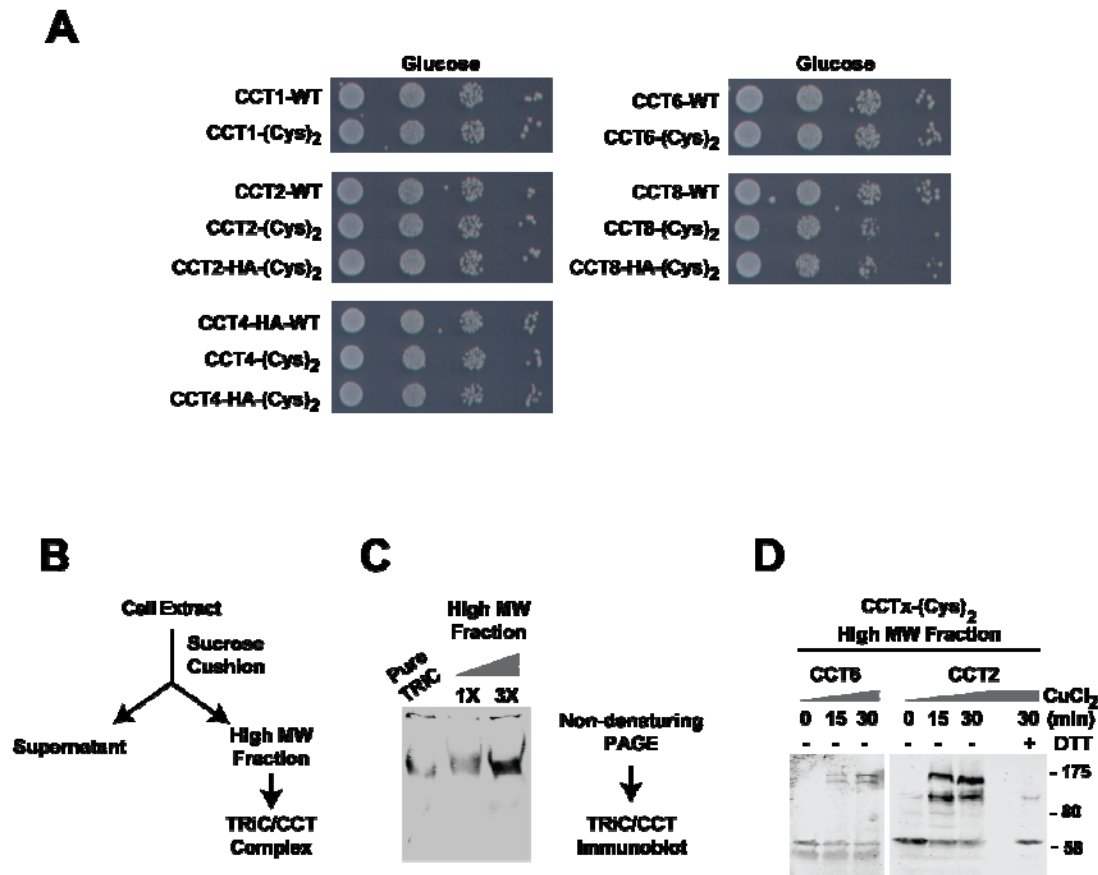 A
Glucose
CCT1-WT
CCT1-(Cys)2
CCT2-WT
CCT2-(Cys)2
CCT2-HA-(Cys)2
CCT4-HA-WT
CCT4-(Cys)2
CCT4-HA-(Cys)2
Glucose
CCT6-WT
CCT6-(Cys)2
CCT8-WT
CCT8-(Cys)2
CCT8-HA-(Cys)2
B
Cell Extract
Sucrose
Cushion
Supernatant
High MW
Fraction
TRiC/CCT
Complex
C
High MW
Fraction
Pure
TRiC
1X 3X
Non-denaturing
PAGE
TRiC/CCT
Immunoblot
D
CCTx-(Cys)2
High MW Fraction
CCT6 CCT2
CuCl2
0 15 30 0 15 30 30 (min)
- - - - - - + DTT
- 175
- 80
- 58